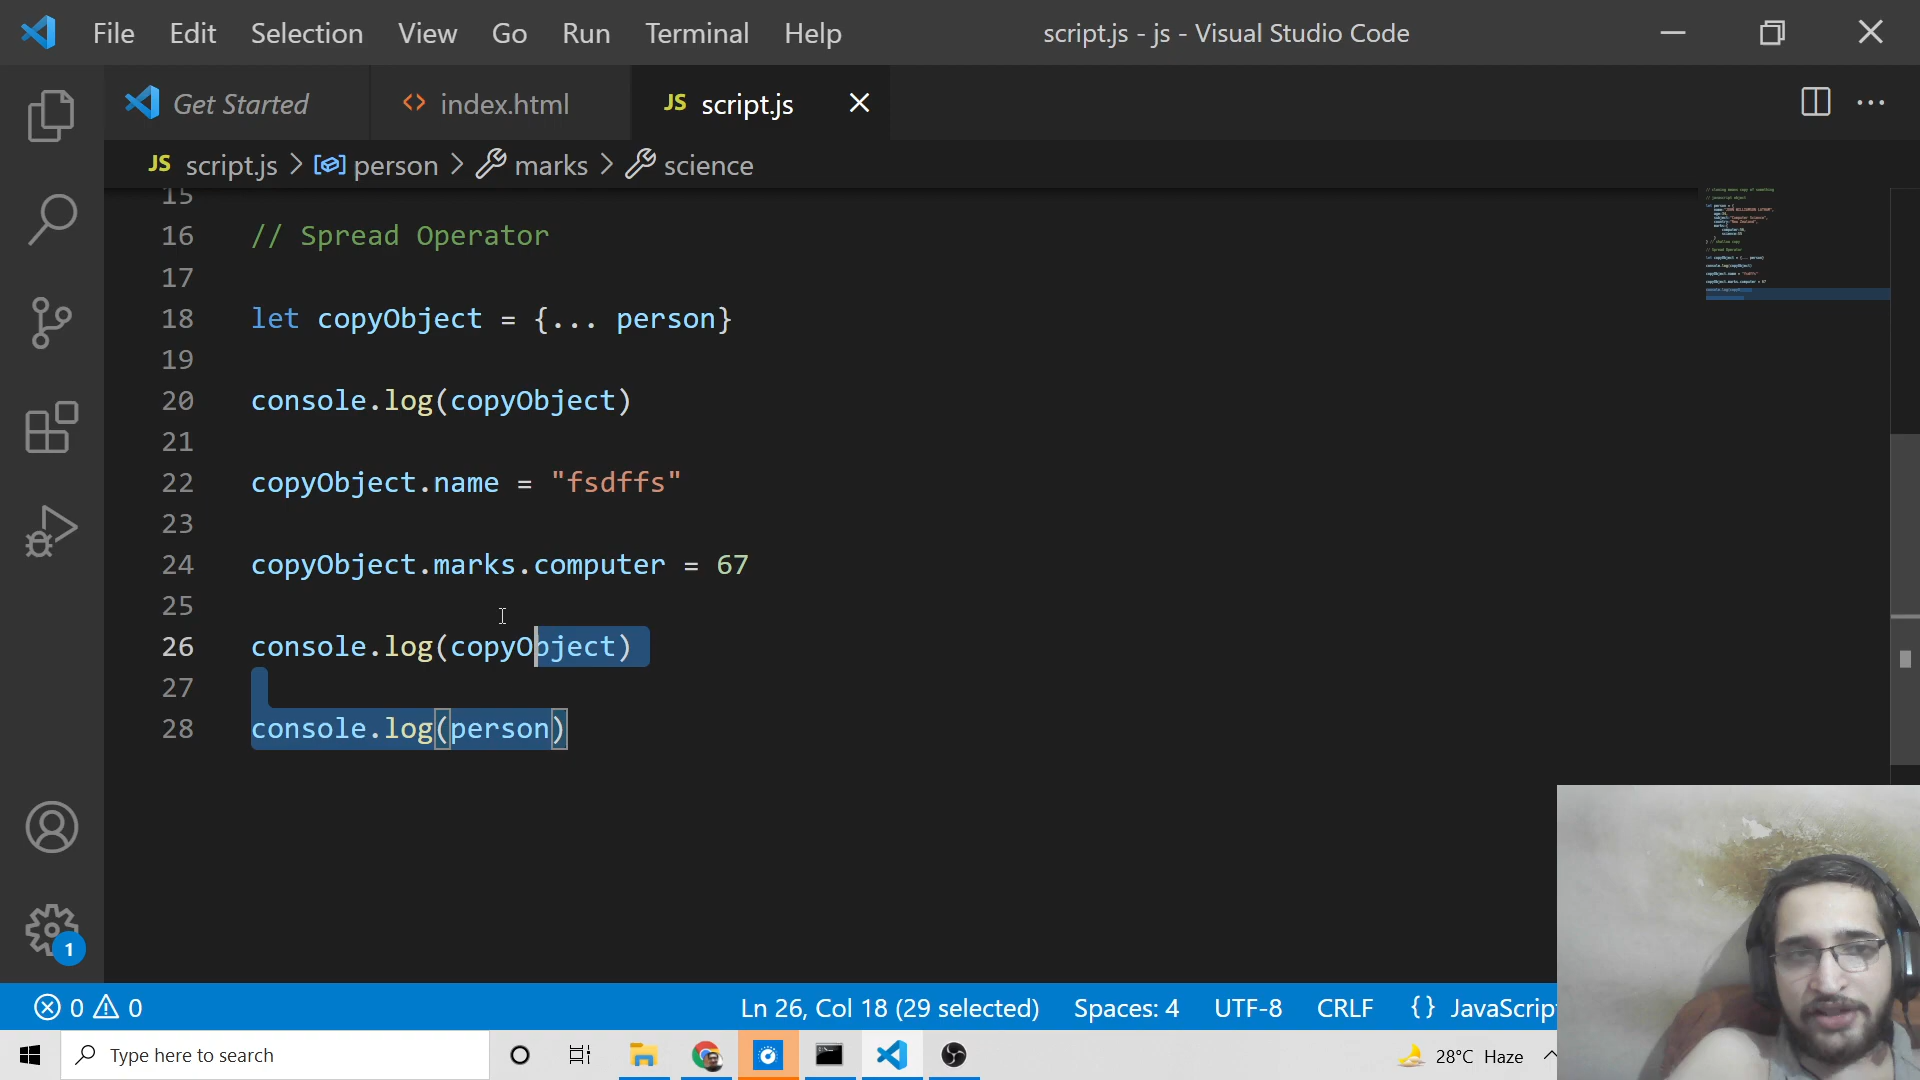 File Edit Selection View Go Run Terminal Help script.js - js - Visual Studio Code
Get Started index.html JS script.js
JS script.js > person > marks > science
15
16 // Spread Operator
17
18 let copyObject = {... person}
19
20 console.log(copyObject)
21
22 copyObject.name = "fsdffs"
23
24 copyObject.marks.computer = 67
25
26 console.log(copyObject)
27
28 console.log(person)
1
0 0 Ln 26, Col 18 (29 selected) Spaces: 4 UTF-8 CRLF {} JavaScrip
Type here to search 28°C Haze